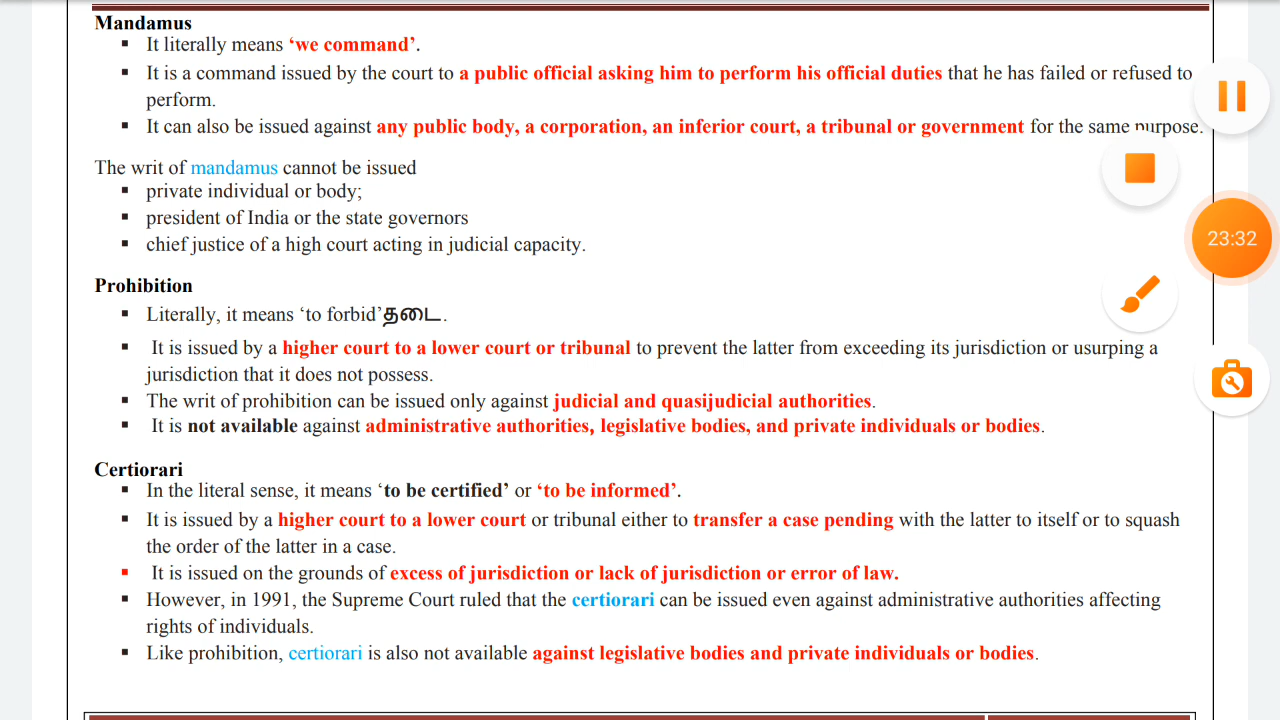 Mandamus
▪ It literally means ‘we command’.
▪ It is a command issued by the court to a public official asking him to perform his official duties that he has failed or refused to
perform.
▪ It can also be issued against any public body, a corporation, an inferior court, a tribunal or government for the same purpose.
The writ of mandamus cannot be issued
▪ private individual or body;
▪ president of India or the state governors
▪ chief justice of a high court acting in judicial capacity.
23:32
Prohibition
▪ Literally, it means ‘to forbid’தடை.
▪ It is issued by a higher court to a lower court or tribunal to prevent the latter from exceeding its jurisdiction or usurping a
jurisdiction that it does not possess.
▪ The writ of prohibition can be issued only against judicial and quasijudicial authorities.
▪ It is not available against administrative authorities, legislative bodies, and private individuals or bodies.
Certiorari
▪ In the literal sense, it means ‘to be certified’ or ‘to be informed’.
▪ It is issued by a higher court to a lower court or tribunal either to transfer a case pending with the latter to itself or to squash
the order of the latter in a case.
▪ It is issued on the grounds of excess of jurisdiction or lack of jurisdiction or error of law.
▪ However, in 1991, the Supreme Court ruled that the certiorari can be issued even against administrative authorities affecting
rights of individuals.
▪ Like prohibition, certiorari is also not available against legislative bodies and private individuals or bodies.